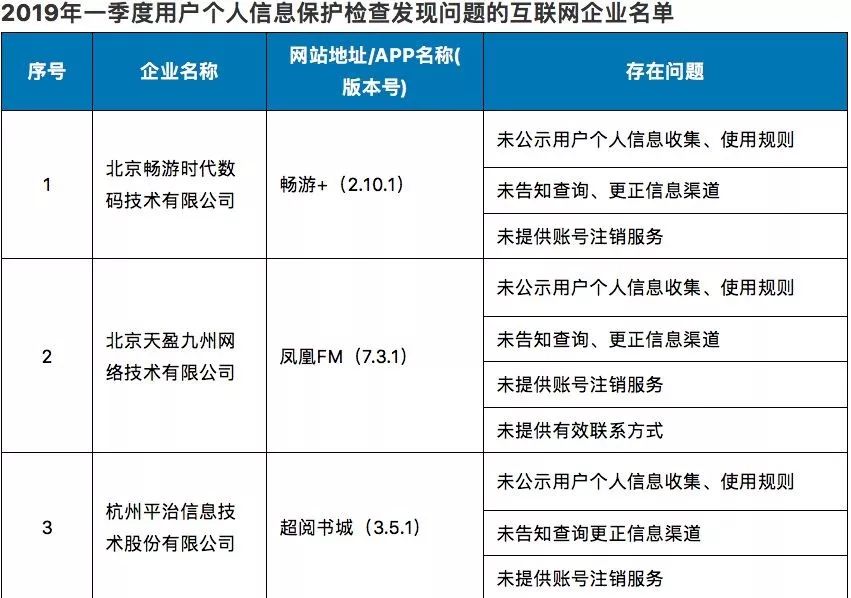 2019年一季度用户个人信息保护检查发现问题的互联网企业名单
序号
企业名称
网站地址/APP名称(
版本号)
存在问题
1
北京畅游时代数
码技术有限公司
畅游+（2.10.1）
未公示用户个人信息收集、使用规则
未告知查询、更正信息渠道
未提供账号注销服务
2
北京天盈九州网
络技术有限公司
凤凰FM（7.3.1）
未公示用户个人信息收集、使用规则
未告知查询、更正信息渠道
未提供账号注销服务
未提供有效联系方式
3
杭州平治信息技
术股份有限公司
超阅书城（3.5.1）
未公示用户个人信息收集、使用规则
未告知查询更正信息渠道
未提供账号注销服务